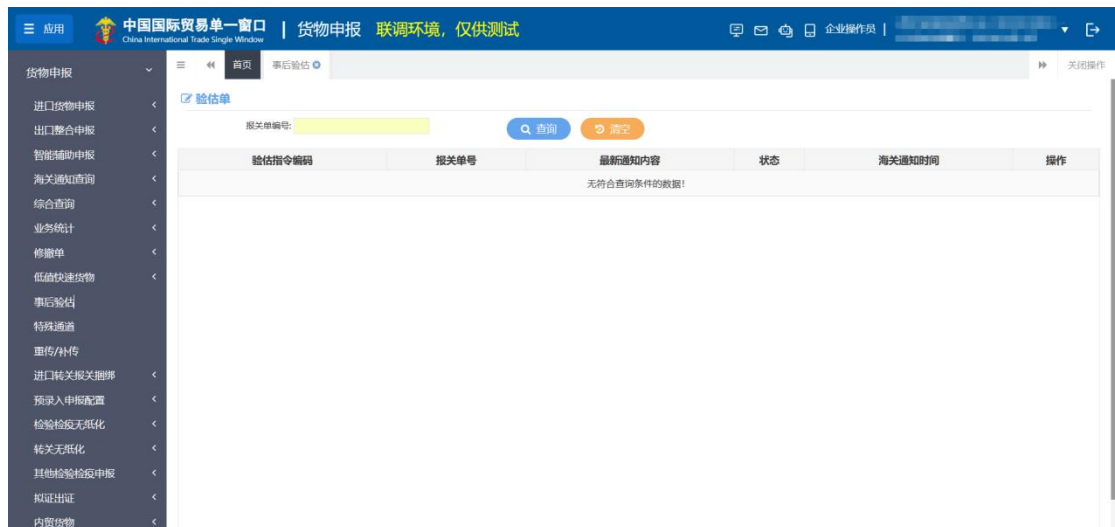 应用
中国国际贸易单一窗口 | 货物申报 联调环境，仅供测试
China International Trade Single Window
企业操作员 |
货物申报
首页
事后验估
关闭操作
进口货物申报
出口整合申报
智能辅助申报
海关通知查询
综合查询
业务统计
修撤单
低值快速货物
事后验估
特殊通道
重传/补传
进口转关报关捆绑
预录入申报配置
检验检疫无纸化
转关无纸化
其他检验检疫申报
拟证出证
内贸货物
验估单
报关单编号:
查询
清空
验估指令编码 报关单号 最新通知内容 状态 海关通知时间 操作
无符合查询条件的数据!